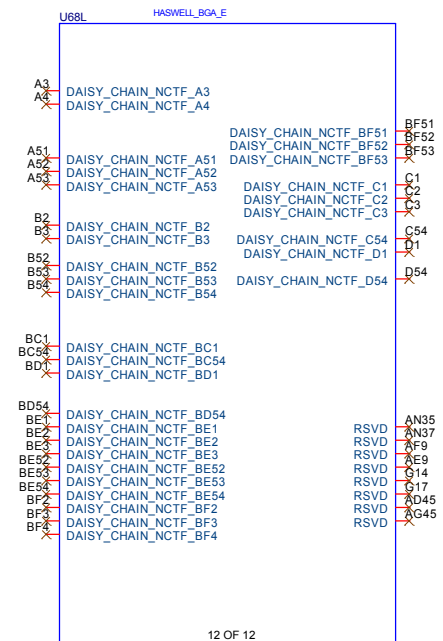 U68L
HASWELL_BGA_E
A3 DAISY_CHAIN_NCTF_A3
A4 DAISY_CHAIN_NCTF_A4
A51 DAISY_CHAIN_NCTF_A51
A52 DAISY_CHAIN_NCTF_A52
A53 DAISY_CHAIN_NCTF_A53
B2 DAISY_CHAIN_NCTF_B2
B3 DAISY_CHAIN_NCTF_B3
B52 DAISY_CHAIN_NCTF_B52
B53 DAISY_CHAIN_NCTF_B53
B54 DAISY_CHAIN_NCTF_B54
BC1 DAISY_CHAIN_NCTF_BC1
BC54 DAISY_CHAIN_NCTF_BC54
BD1 DAISY_CHAIN_NCTF_BD1
BD54 DAISY_CHAIN_NCTF_BD54
BE1 DAISY_CHAIN_NCTF_BE1
BE2 DAISY_CHAIN_NCTF_BE2
BE3 DAISY_CHAIN_NCTF_BE3
BE52 DAISY_CHAIN_NCTF_BE52
BE53 DAISY_CHAIN_NCTF_BE53
BE54 DAISY_CHAIN_NCTF_BE54
BF2 DAISY_CHAIN_NCTF_BF2
BF3 DAISY_CHAIN_NCTF_BF3
BF4 DAISY_CHAIN_NCTF_BF4
DAISY_CHAIN_NCTF_BF51 BF51
DAISY_CHAIN_NCTF_BF52 BF52
DAISY_CHAIN_NCTF_BF53 BF53
DAISY_CHAIN_NCTF_C1 C1
DAISY_CHAIN_NCTF_C2 C2
DAISY_CHAIN_NCTF_C3 C3
DAISY_CHAIN_NCTF_C54 C54
DAISY_CHAIN_NCTF_D1 D1
DAISY_CHAIN_NCTF_D54 D54
RSVD AN35
RSVD AN37
RSVD AF9
RSVD AE9
RSVD G14
RSVD G17
RSVD AD45
RSVD AG45
12 OF 12